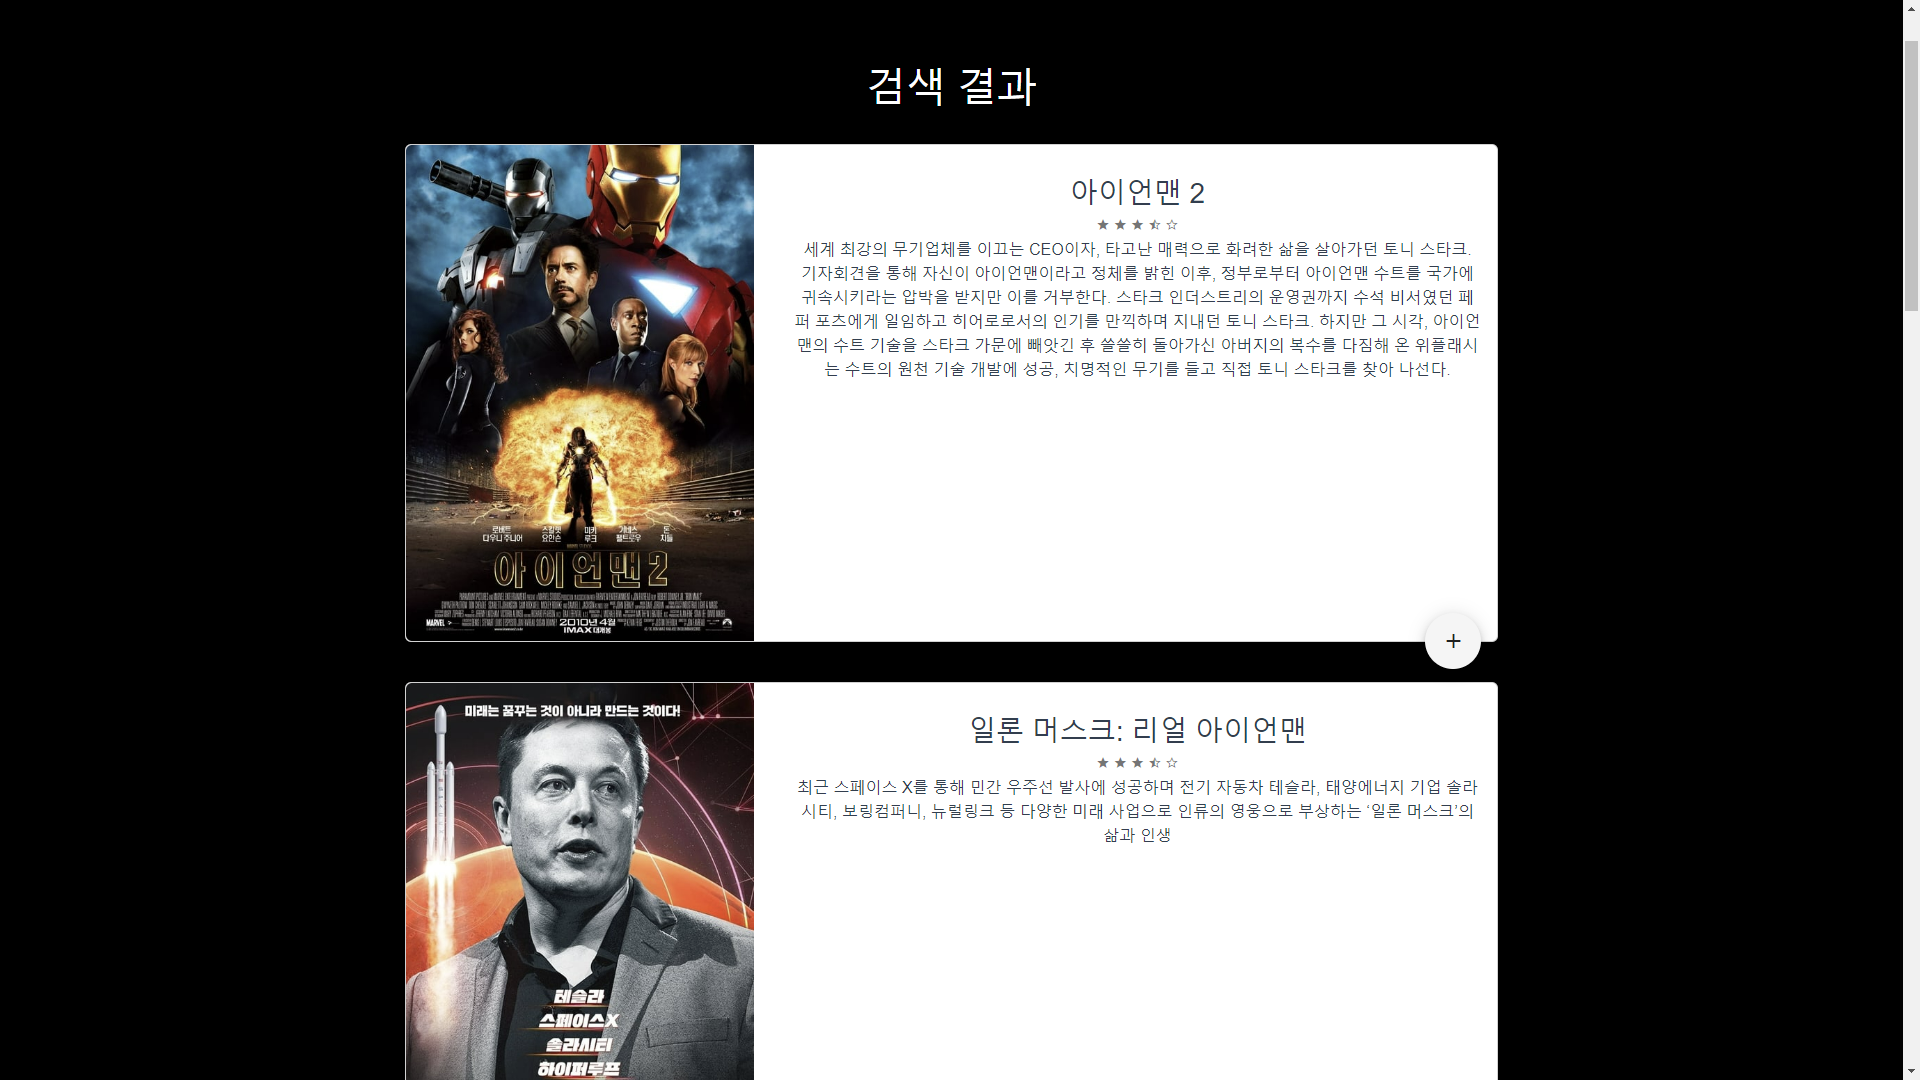 검색 결과
아이언맨 2
세계 최강의 무기업체를 이끄는 CEO이자, 타고난 매력으로 화려한 삶을 살아가던 토니 스타크.
기자회견을 통해 자신이 아이언맨이라고 정체를 밝힌 이후, 정부로부터 아이언맨 수트를 국가에
귀속시키라는 압박을 받지만 이를 거부한다. 스타크 인더스트리의 운영권까지 수석 비서였던 페
퍼 포츠에게 일임하고 히어로로서의 인기를 만끽하며 지내던 토니 스타크. 하지만 그 시각, 아이언
맨의 수트 기술을 스타크 가문에 빼앗긴 후 쓸쓸히 돌아가신 아버지의 복수를 다짐해 온 위플래시
는 수트의 원천 기술 개발에 성공, 치명적인 무기를 들고 직접 토니 스타크를 찾아 나선다.
로버트 스칼렛 미키 기네스 돈
다우니 주니어 요한슨 루크 펠트로우 치들
아이언맨2
MARVEL
2010년 4월
IMAX 대개봉
+
미래는 꿈꾸는 것이 아니라 만드는 것이다!
일론 머스크: 리얼 아이언맨
최근 스페이스 X를 통해 민간 우주선 발사에 성공하며 전기 자동차 테슬라, 태양에너지 기업 솔라
시티, 보링컴퍼니, 뉴럴링크 등 다양한 미래 사업으로 인류의 영웅으로 부상하는 ‘일론 머스크’의
삶과 인생
테슬라
스페이스X
솔라시티
하이퍼루프